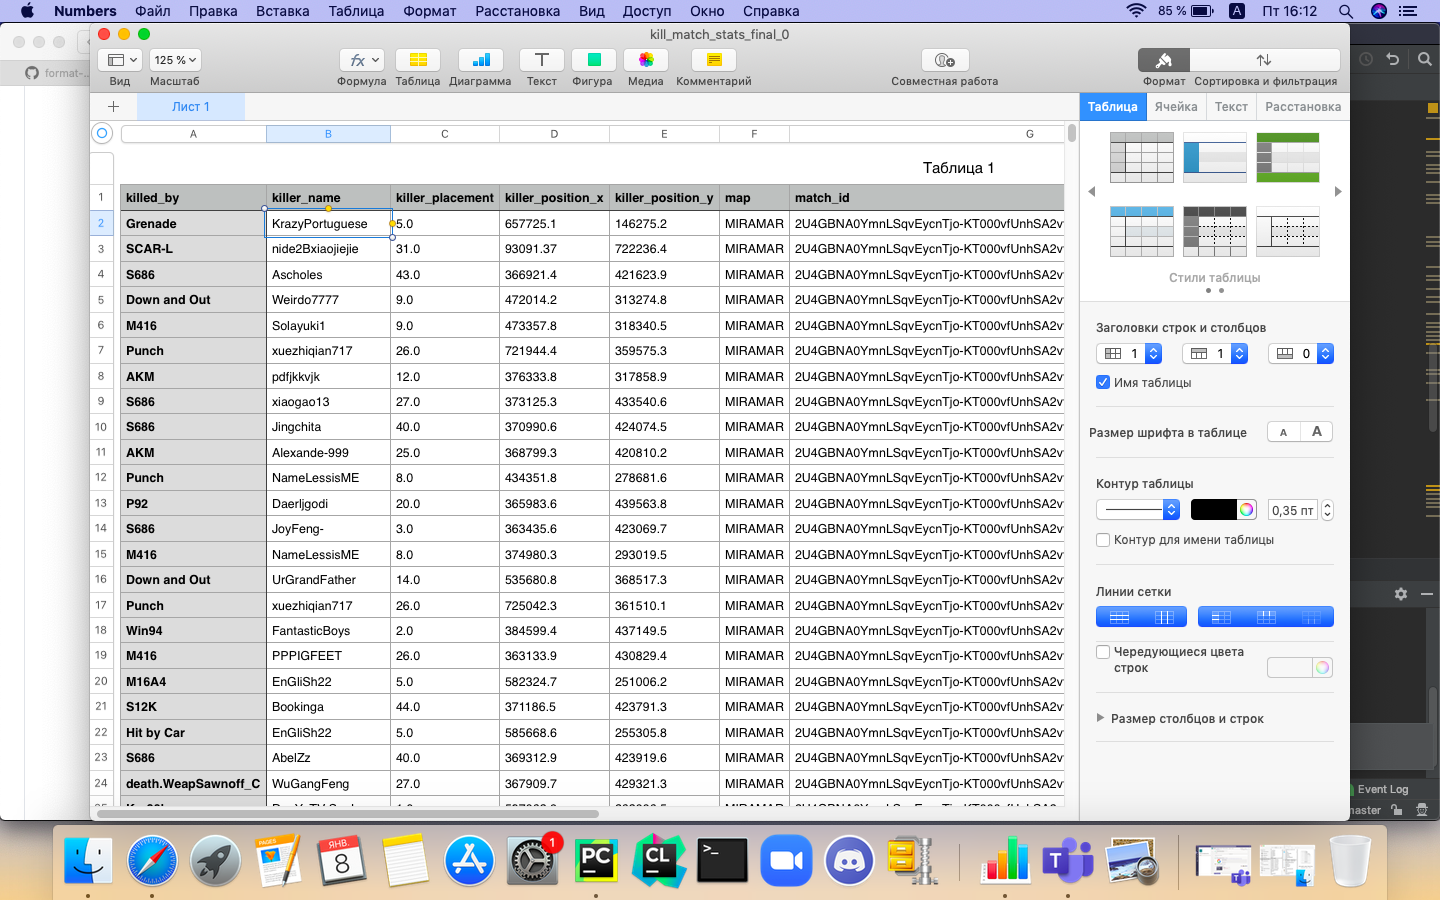 Numbers Файл Правка Вставка Таблица Формат Расстановка Вид Доступ Окно Справка 85 % A Пт 16:12
kill_match_stats_final_0
125 %
Вид Масштаб Формула Таблица Диаграмма Текст Фигура Медиа Комментарий Совместная работа Формат Сортировка и фильтрация
format-...
Лист 1
Таблица Ячейка Текст Расстановка
A B C D E F G
Таблица 1
1 killed_by killer_name killer_placement killer_position_x killer_position_y map match_id
2 Grenade KrazyPortuguese 5.0 657725.1 146275.2 MIRAMAR 2U4GBNA0YmnLSqvEycnTjo-KT000vfUnhSA2v
3 SCAR-L nide2Bxiaojiejie 31.0 93091.37 722236.4 MIRAMAR 2U4GBNA0YmnLSqvEycnTjo-KT000vfUnhSA2v
4 S686 Ascholes 43.0 366921.4 421623.9 MIRAMAR 2U4GBNA0YmnLSqvEycnTjo-KT000vfUnhSA2v
5 Down and Out Weirdo7777 9.0 472014.2 313274.8 MIRAMAR 2U4GBNA0YmnLSqvEycnTjo-KT000vfUnhSA2v
6 M416 Solayuki1 9.0 473357.8 318340.5 MIRAMAR 2U4GBNA0YmnLSqvEycnTjo-KT000vfUnhSA2v
7 Punch xuezhiqian717 26.0 721944.4 359575.3 MIRAMAR 2U4GBNA0YmnLSqvEycnTjo-KT000vfUnhSA2v
8 AKM pdfjkkvjk 12.0 376333.8 317858.9 MIRAMAR 2U4GBNA0YmnLSqvEycnTjo-KT000vfUnhSA2v
9 S686 xiaogao13 27.0 373125.3 433540.6 MIRAMAR 2U4GBNA0YmnLSqvEycnTjo-KT000vfUnhSA2v
10 S686 Jingchita 40.0 370990.6 424074.5 MIRAMAR 2U4GBNA0YmnLSqvEycnTjo-KT000vfUnhSA2v
11 AKM Alexande-999 25.0 368799.3 420810.2 MIRAMAR 2U4GBNA0YmnLSqvEycnTjo-KT000vfUnhSA2v
12 Punch NameLessisME 8.0 434351.8 278681.6 MIRAMAR 2U4GBNA0YmnLSqvEycnTjo-KT000vfUnhSA2v
13 P92 Daerljgodi 20.0 365983.6 439563.8 MIRAMAR 2U4GBNA0YmnLSqvEycnTjo-KT000vfUnhSA2v
14 S686 JoyFeng- 3.0 363435.6 423069.7 MIRAMAR 2U4GBNA0YmnLSqvEycnTjo-KT000vfUnhSA2v
15 M416 NameLessisME 8.0 374980.3 293019.5 MIRAMAR 2U4GBNA0YmnLSqvEycnTjo-KT000vfUnhSA2v
16 Down and Out UrGrandFather 14.0 535680.8 368517.3 MIRAMAR 2U4GBNA0YmnLSqvEycnTjo-KT000vfUnhSA2v
17 Punch xuezhiqian717 26.0 725042.3 361510.1 MIRAMAR 2U4GBNA0YmnLSqvEycnTjo-KT000vfUnhSA2v
18 Win94 FantasticBoys 2.0 384599.4 437149.5 MIRAMAR 2U4GBNA0YmnLSqvEycnTjo-KT000vfUnhSA2v
19 M416 PPPIGFEET 26.0 363133.9 430829.4 MIRAMAR 2U4GBNA0YmnLSqvEycnTjo-KT000vfUnhSA2v
20 M16A4 EnGliSh22 5.0 582324.7 251006.2 MIRAMAR 2U4GBNA0YmnLSqvEycnTjo-KT000vfUnhSA2v
21 S12K Bookinga 44.0 371186.5 423791.3 MIRAMAR 2U4GBNA0YmnLSqvEycnTjo-KT000vfUnhSA2v
22 Hit by Car EnGliSh22 5.0 585668.6 255305.8 MIRAMAR 2U4GBNA0YmnLSqvEycnTjo-KT000vfUnhSA2v
23 S686 AbelZz 40.0 369312.9 423919.6 MIRAMAR 2U4GBNA0YmnLSqvEycnTjo-KT000vfUnhSA2v
24 death.WeapSawnoff_C WuGangFeng 27.0 367909.7 429321.3 MIRAMAR 2U4GBNA0YmnLSqvEycnTjo-KT000vfUnhSA2v
Стили таблицы
Заголовки строк и столбцов
1 1 0
Имя таблицы
Размер шрифта в таблице A A
Контур таблицы
0,35 пт
Контур для имени таблицы
Линии сетки
Чередующиеся цвета
строк
Размер столбцов и строк
Event Log
master
PAGES
ЯНВ.
8
1
PC
CL
>_